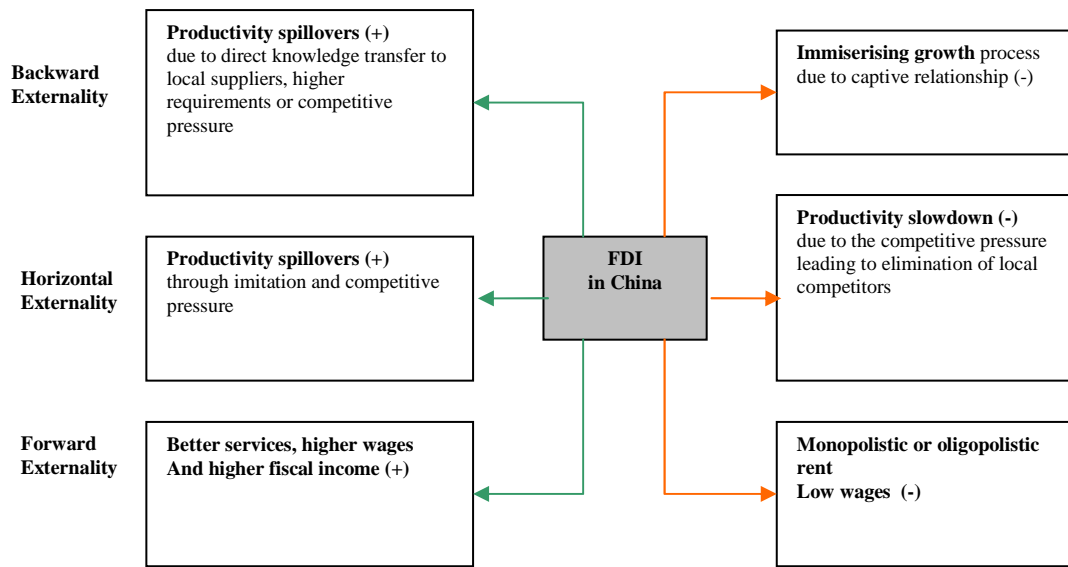 Backward
Externality
Productivity spillovers (+)
due to direct knowledge transfer to
local suppliers, higher
requirements or competitive
pressure
Immiserising growth process
due to captive relationship (-)
Horizontal
Externality
Productivity spillovers (+)
through imitation and competitive
pressure
FDI
in China
Productivity slowdown (-)
due to the competitive pressure
leading to elimination of local
competitors
Forward
Externality
Better services, higher wages
And higher fiscal income (+)
Monopolistic or oligopolistic
rent
Low wages (-)